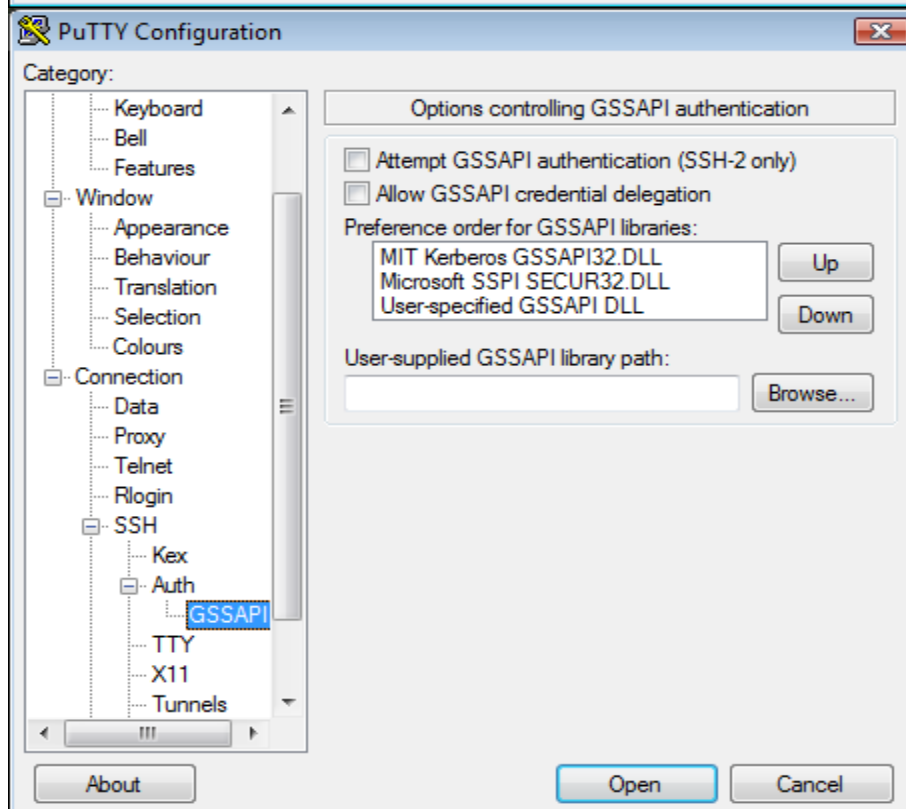 PuTTY Configuration
Category:
Keyboard
Bell
Features
Window
Appearance
Behaviour
Translation
Selection
Colours
Connection
Data
Proxy
Telnet
Rlogin
SSH
Kex
Auth
GSSAPI
TTY
X11
Tunnels
Options controlling GSSAPI authentication
Attempt GSSAPI authentication (SSH-2 only)
Allow GSSAPI credential delegation
Preference order for GSSAPI libraries:
MIT Kerberos GSSAPI32.DLL
Microsoft SSPI SECUR32.DLL
User-specified GSSAPI DLL
Up
Down
User-supplied GSSAPI library path:
Browse...
About
Open
Cancel